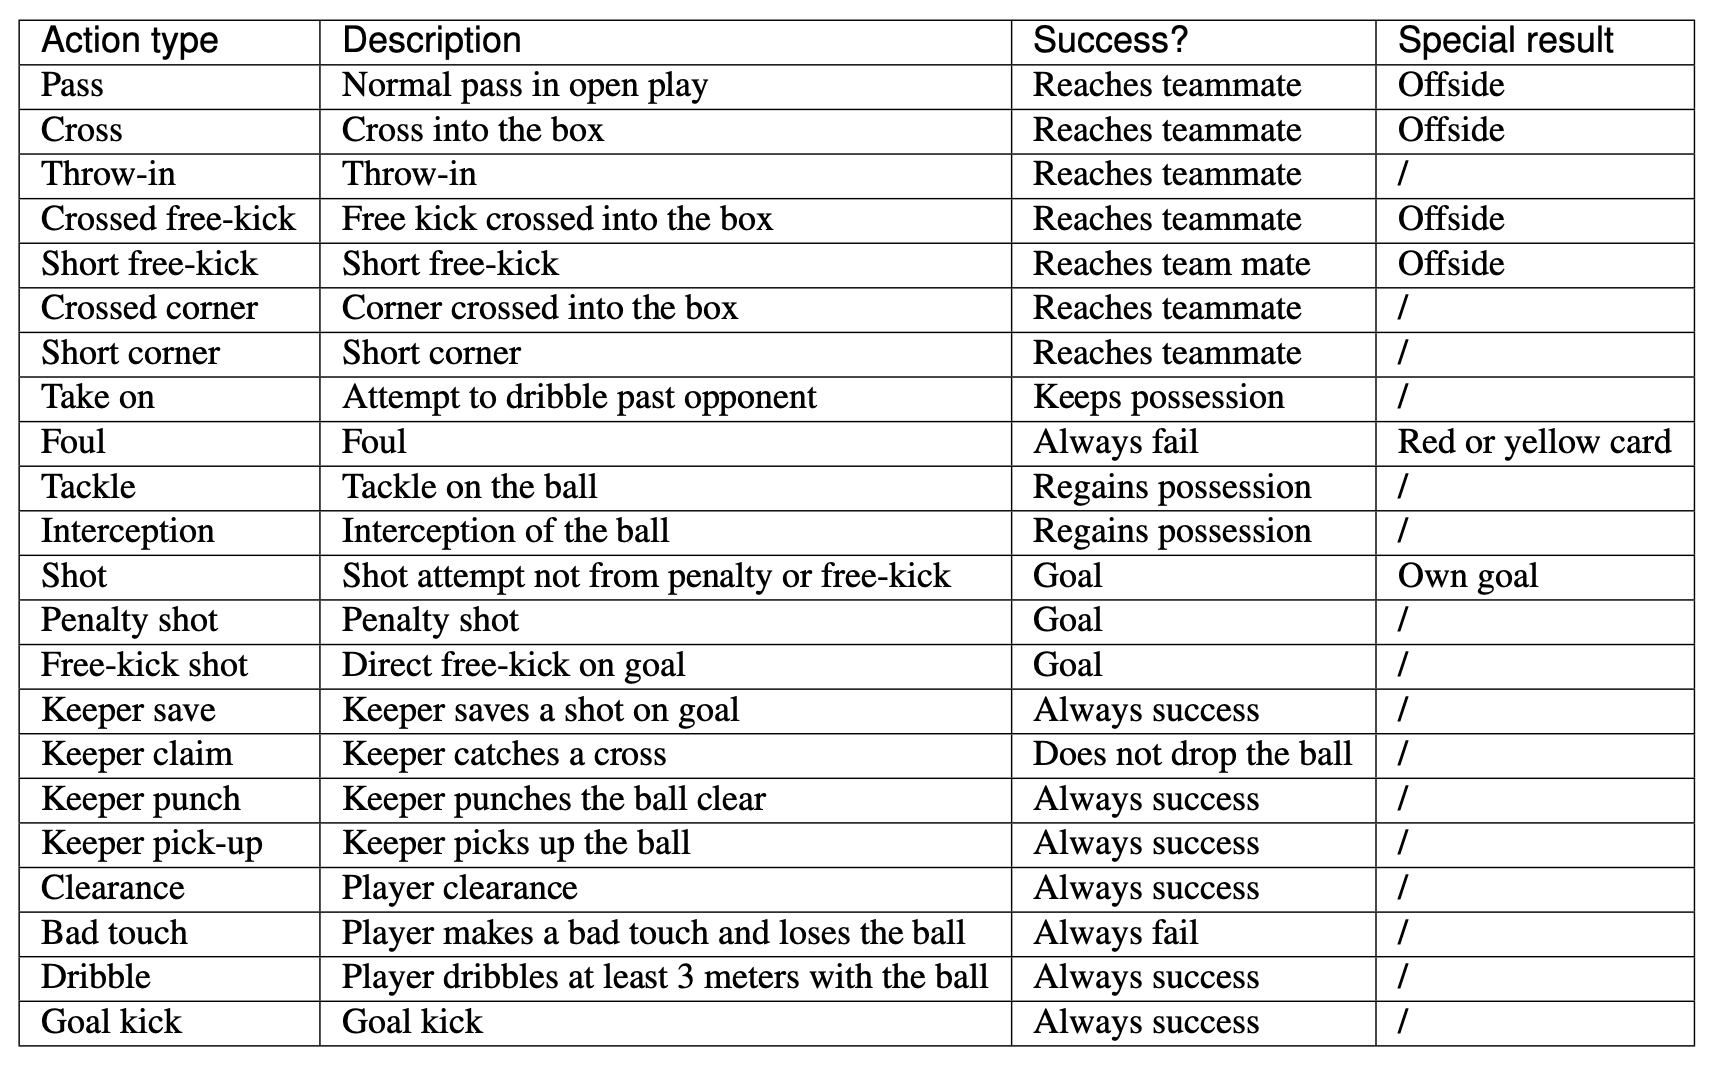 Action type Description Success? Special result
Pass Normal pass in open play Reaches teammate Offside
Cross Cross into the box Reaches teammate Offside
Throw-in Throw-in Reaches teammate /
Crossed free-kick Free kick crossed into the box Reaches teammate Offside
Short free-kick Short free-kick Reaches team mate Offside
Crossed corner Corner crossed into the box Reaches teammate /
Short corner Short corner Reaches teammate /
Take on Attempt to dribble past opponent Keeps possession /
Foul Foul Always fail Red or yellow card
Tackle Tackle on the ball Regains possession /
Interception Interception of the ball Regains possession /
Shot Shot attempt not from penalty or free-kick Goal Own goal
Penalty shot Penalty shot Goal /
Free-kick shot Direct free-kick on goal Goal /
Keeper save Keeper saves a shot on goal Always success /
Keeper claim Keeper catches a cross Does not drop the ball /
Keeper punch Keeper punches the ball clear Always success /
Keeper pick-up Keeper picks up the ball Always success /
Clearance Player clearance Always success /
Bad touch Player makes a bad touch and loses the ball Always fail /
Dribble Player dribbles at least 3 meters with the ball Always success /
Goal kick Goal kick Always success /